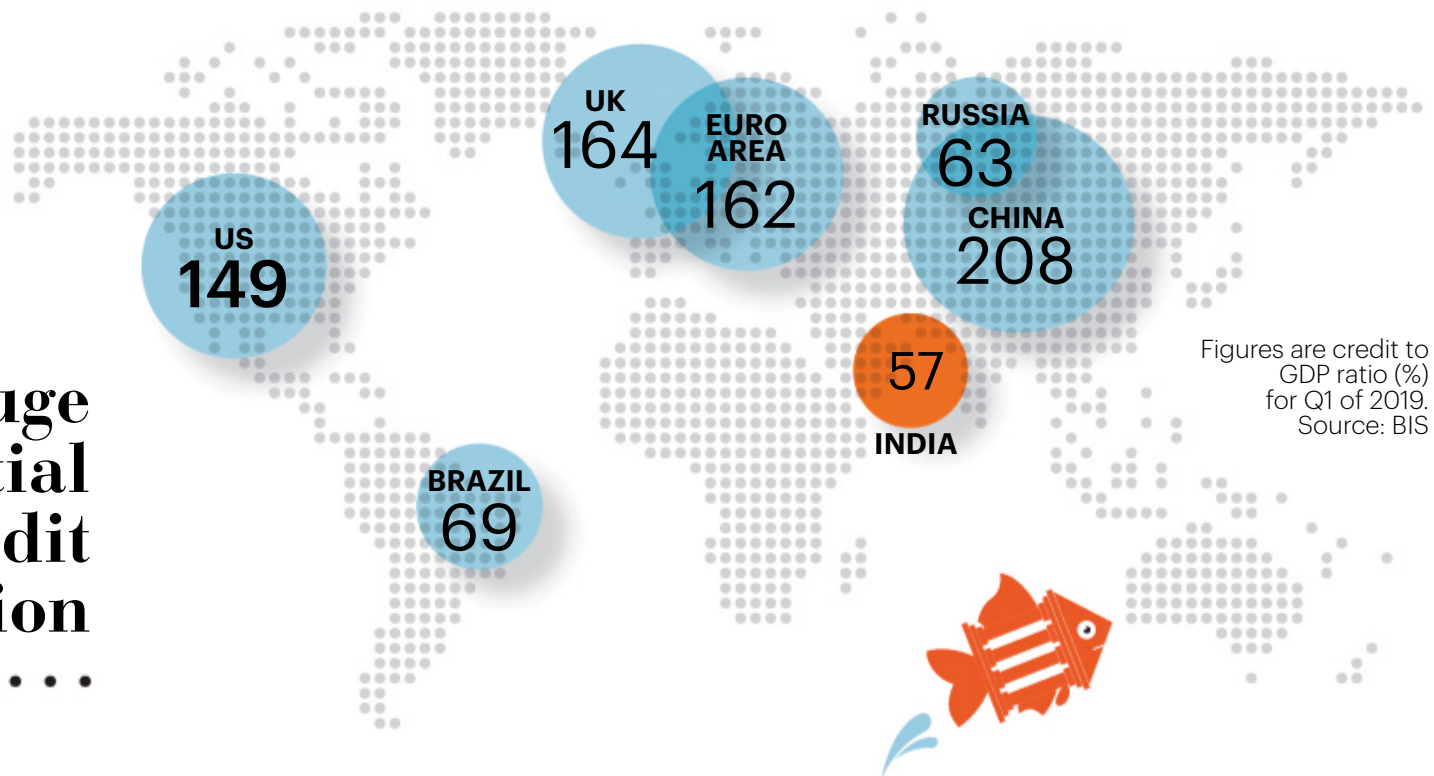 UK
164
EURO
AREA
162
RUSSIA
63
CHINA
208
US
149
57
INDIA
Figures are credit to
GDP ratio (%)
for Q1 of 2019.
Source: BIS
BRAZIL
69
uge
tial
dit
ion